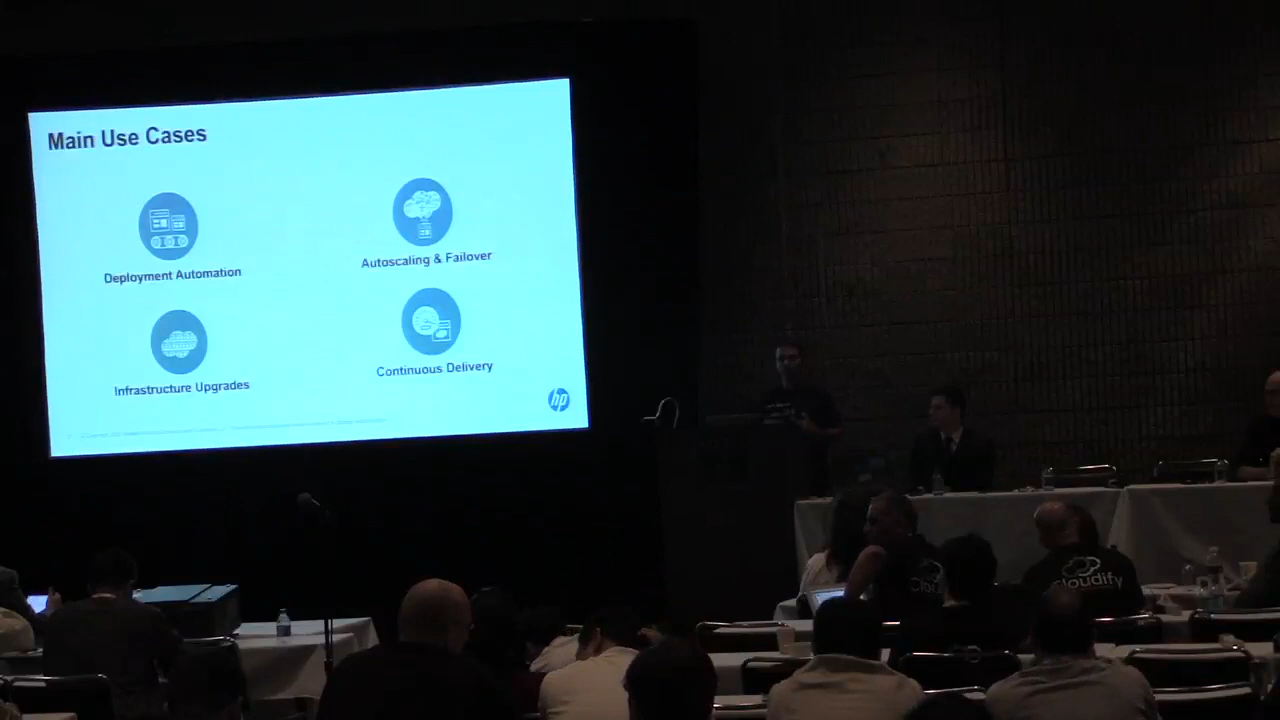 Main Use Cases
Deployment Automation
Autoscaling & Failover
Infrastructure Upgrades
Continuous Delivery
hp
Cloudify